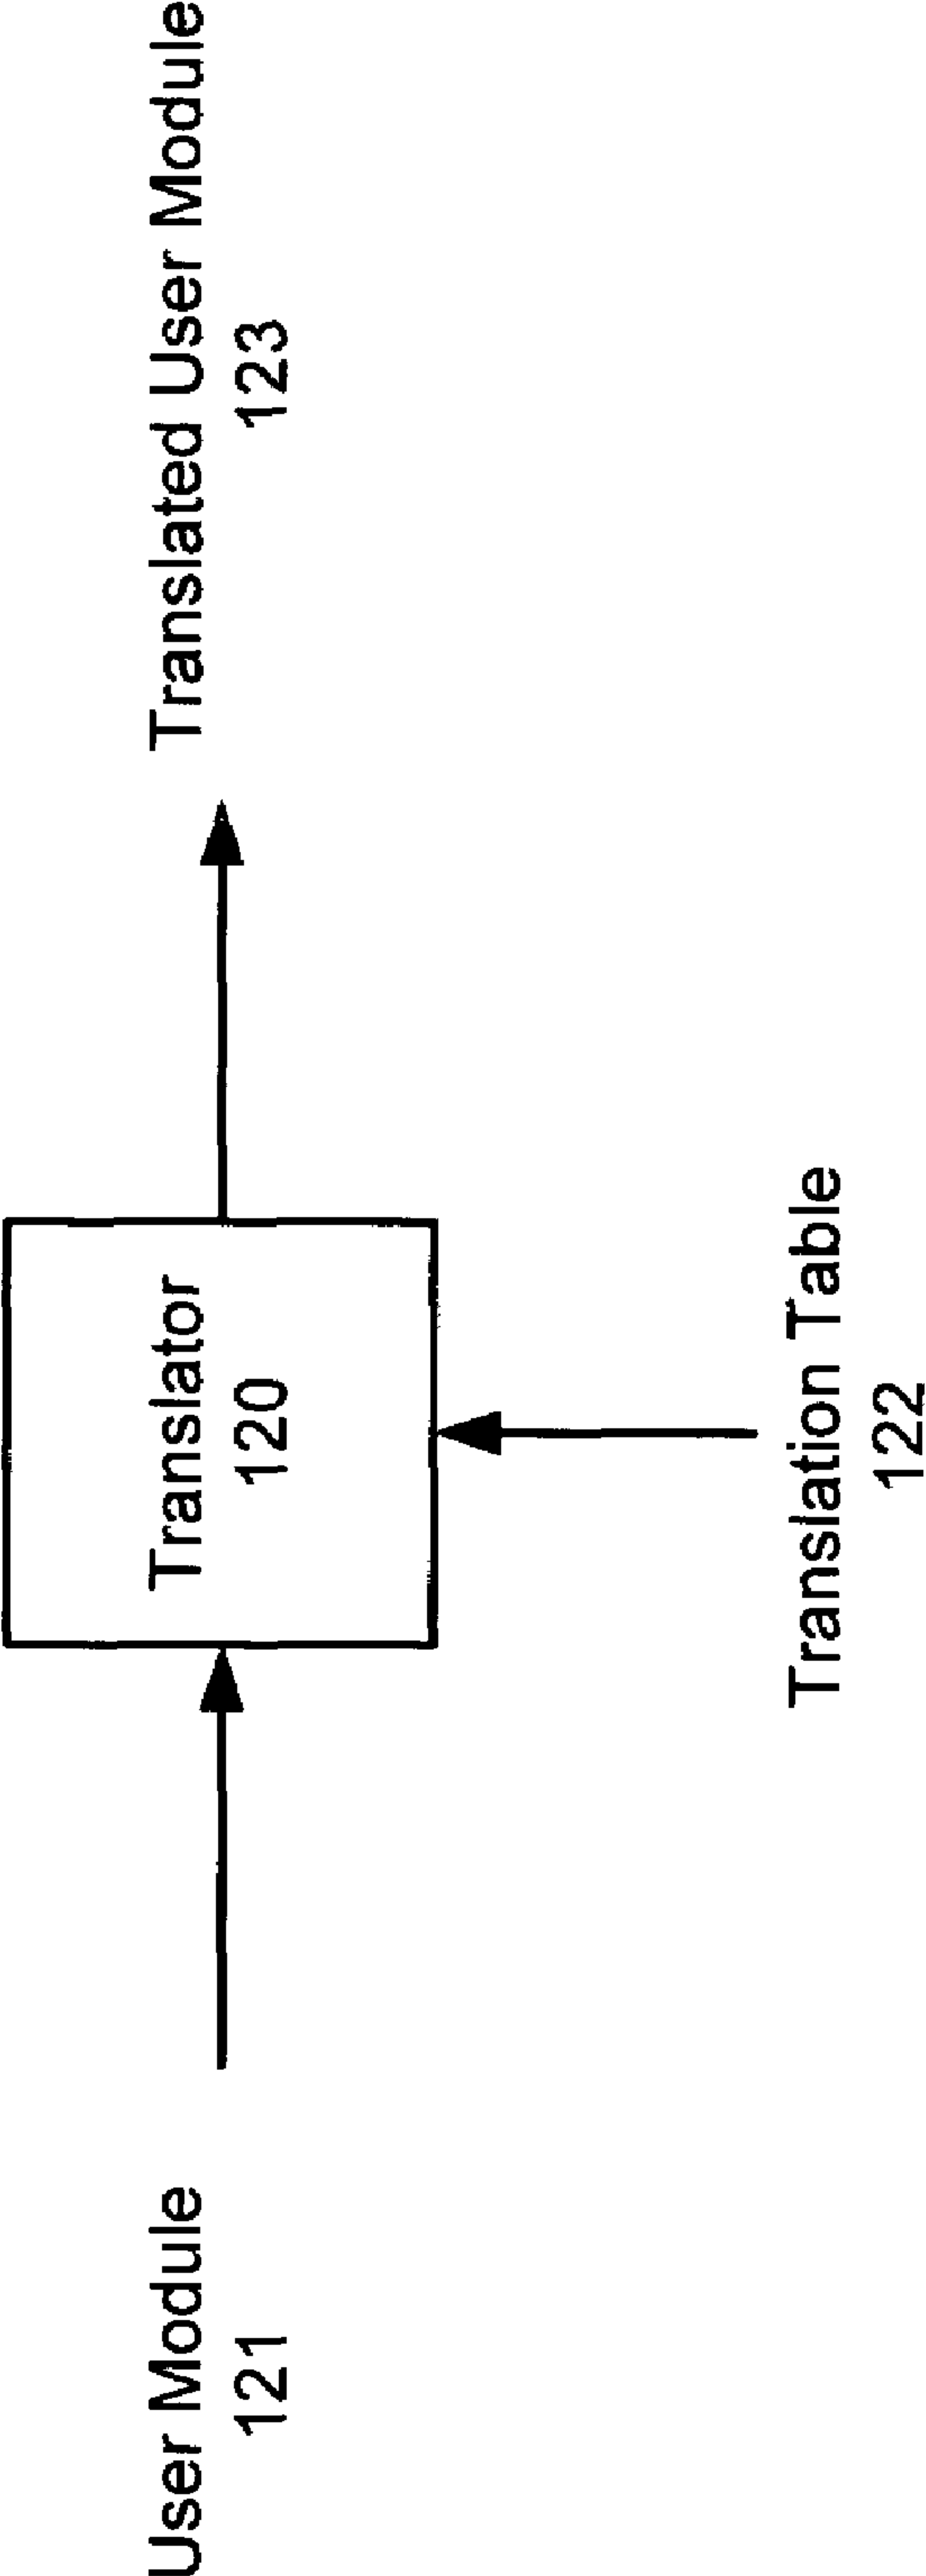 User Module
121
Translator
120
Translated User Module
123
Translation Table
122